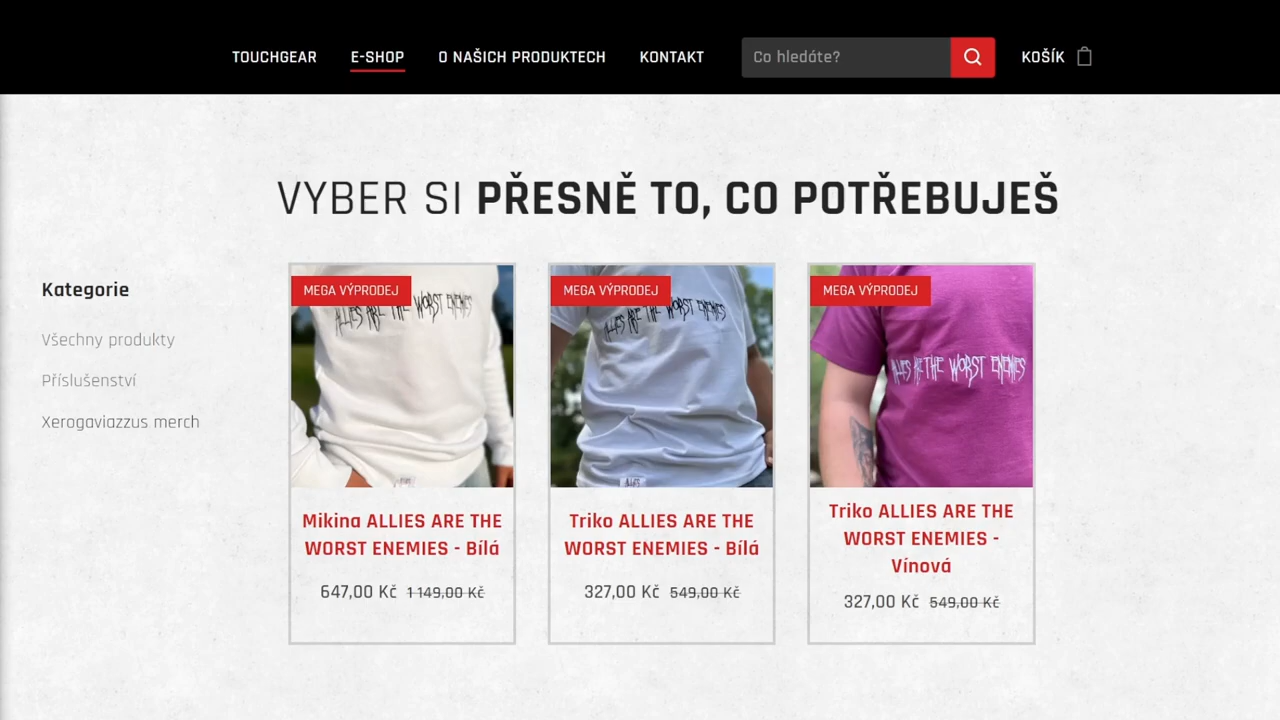 TOUCHGEAR E-SHOP O NAŠICH PRODUKTECH KONTAKT Co hledáte? KOŠÍK
VYBER SI PŘESNĚ TO, CO POTŘEBUJEŠ
Kategorie
Všechny produkty
Příslušenství
Xerogaviazzus merch
MEGA VÝPRODEJ
ALLIES ARE THE WORST ENEMIES
Mikina ALLIES ARE THE
WORST ENEMIES - Bílá
647,00 Kč 1 149,00 Kč
MEGA VÝPRODEJ
ALLIES ARE THE WORST ENEMIES
ALLIES
Triko ALLIES ARE THE
WORST ENEMIES - Bílá
327,00 Kč 549,00 Kč
MEGA VÝPRODEJ
ALLIES ARE THE WORST ENEMIES
Triko ALLIES ARE THE
WORST ENEMIES -
Vínová
327,00 Kč 549,00 Kč